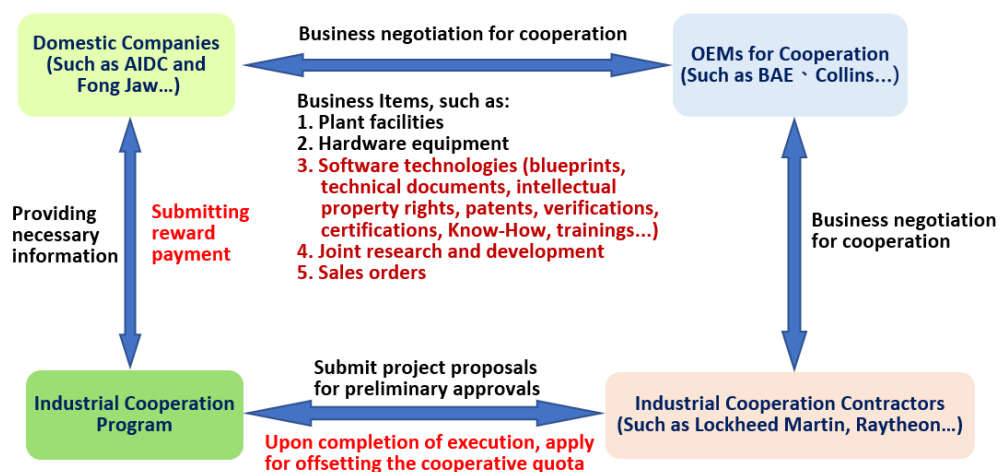 Domestic Companies
(Such as AIDC and
Fong Jaw…)
Business negotiation for cooperation
OEMs for Cooperation
(Such as BAE、Collins...)
Business Items, such as:
1. Plant facilities
2. Hardware equipment
3. Software technologies (blueprints,
technical documents, intellectual
property rights, patents, verifications,
certifications, Know-How, trainings...)
4. Joint research and development
5. Sales orders
Providing
necessary
information
Submitting
reward
payment
Business negotiation
for cooperation
Submit project proposals
for preliminary approvals
Industrial Cooperation
Program
Industrial Cooperation Contractors
(Such as Lockheed Martin, Raytheon…)
Upon completion of execution, apply
for offsetting the cooperative quota